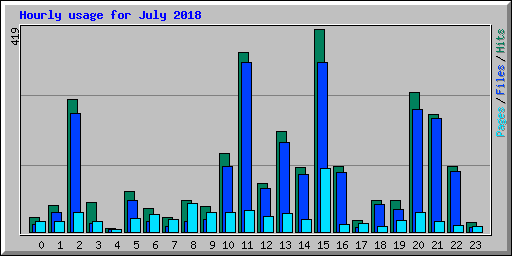 Hourly usage for July 2018
419
Pages / Files / Hits
0 1 2 3 4 5 6 7 8 9 10 11 12 13 14 15 16 17 18 19 20 21 22 23